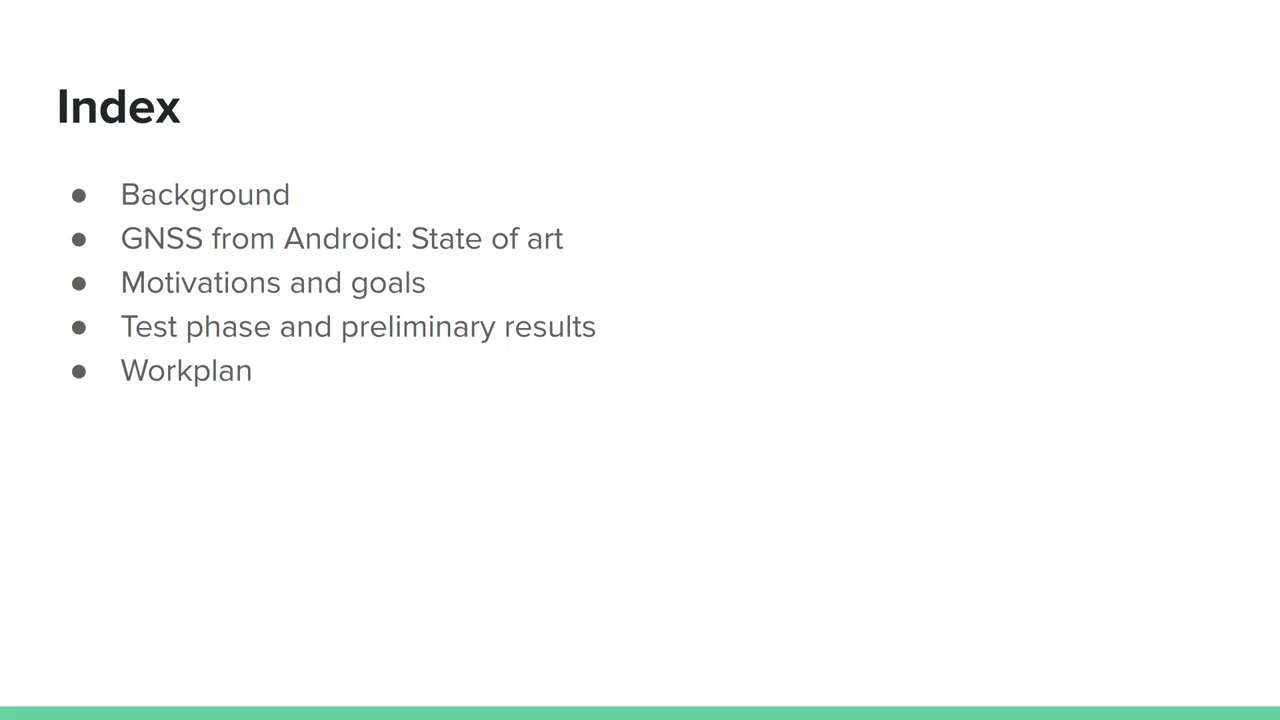 Index
● Background
● GNSS from Android: State of art
● Motivations and goals
● Test phase and preliminary results
● Workplan